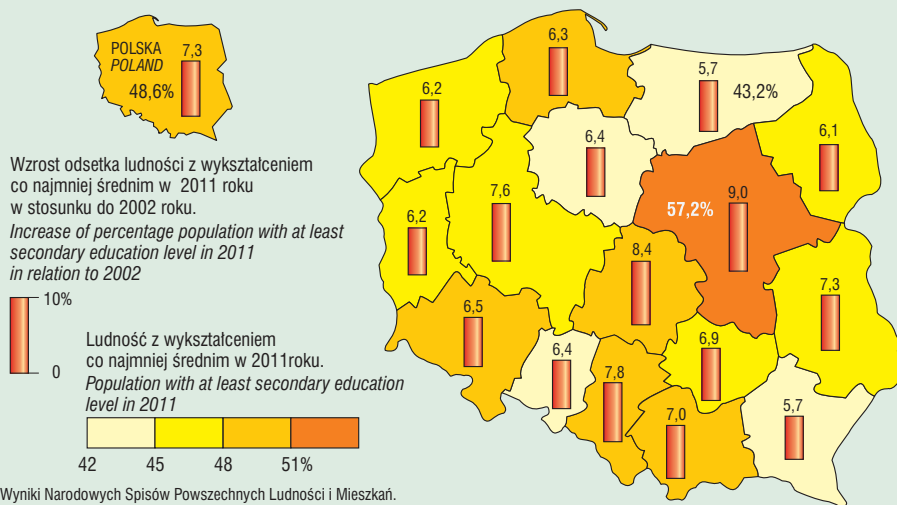 POLSKA
POLAND
7,3
48,6%
Wzrost odsetka ludności z wykształceniem
co najmniej średnim w 2011 roku
w stosunku do 2002 roku.
Increase of percentage population with at least
secondary education level in 2011
in relation to 2002
10%
0
Ludność z wykształceniem
co najmniej średnim w 2011roku.
Population with at least secondary education
level in 2011
42 45 48 51%
Wyniki Narodowych Spisów Powszechnych Ludności i Mieszkań.
6,3
5,7
43,2%
6,2
6,4
6,1
7,6
57,2%
9,0
6,2
8,4
7,3
6,5
6,9
6,4
7,8
7,0
5,7